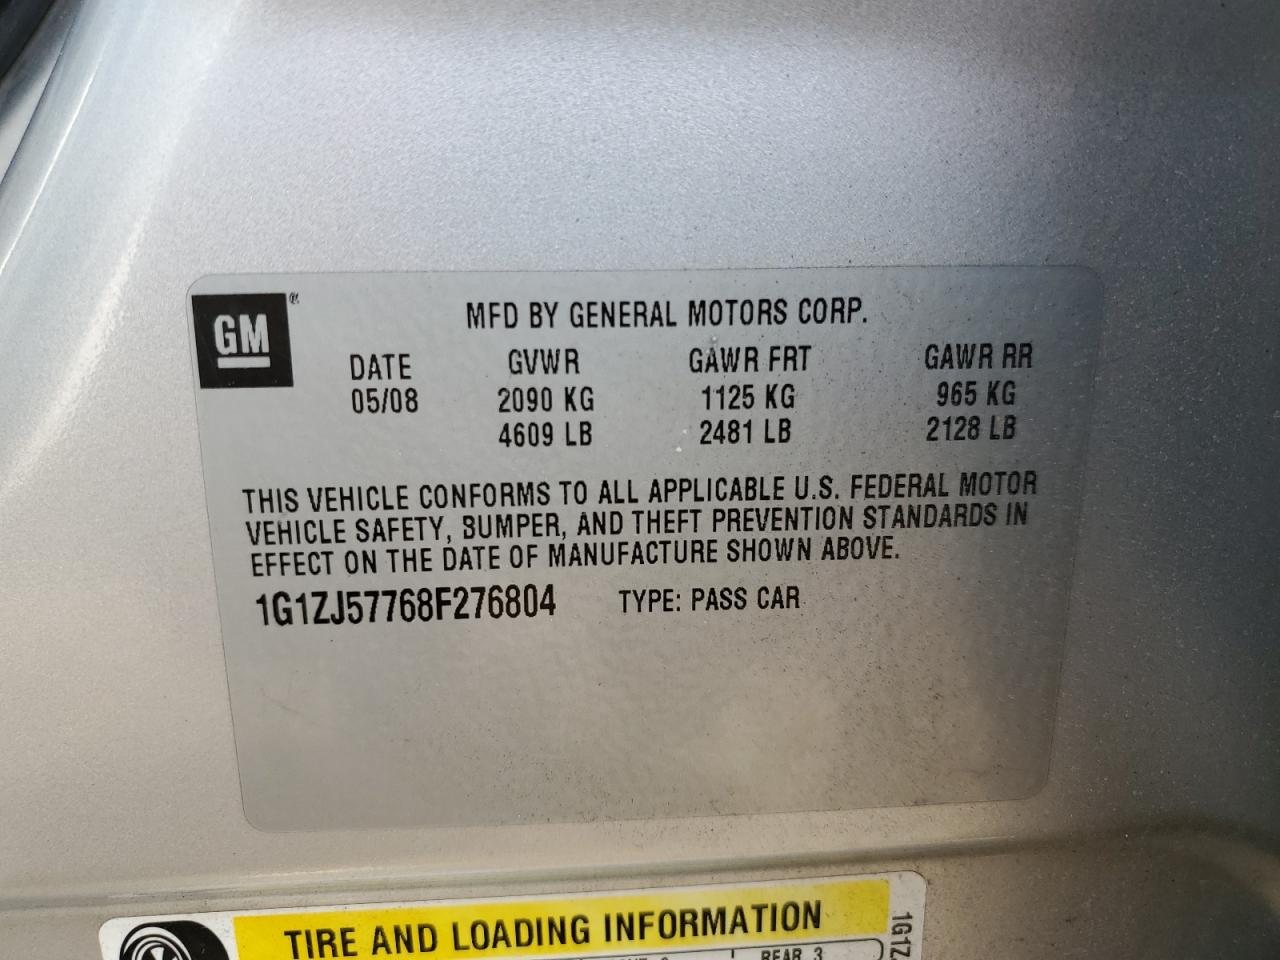 GM ®
MFD BY GENERAL MOTORS CORP.
DATE GVWR GAWR FRT GAWR RR
05/08 2090 KG 1125 KG 965 KG
4609 LB 2481 LB 2128 LB
THIS VEHICLE CONFORMS TO ALL APPLICABLE U.S. FEDERAL MOTOR
VEHICLE SAFETY, BUMPER, AND THEFT PREVENTION STANDARDS IN
EFFECT ON THE DATE OF MANUFACTURE SHOWN ABOVE.
1G1ZJ57768F276804 TYPE: PASS CAR
TIRE AND LOADING INFORMATION
REAR 3
1G1Z